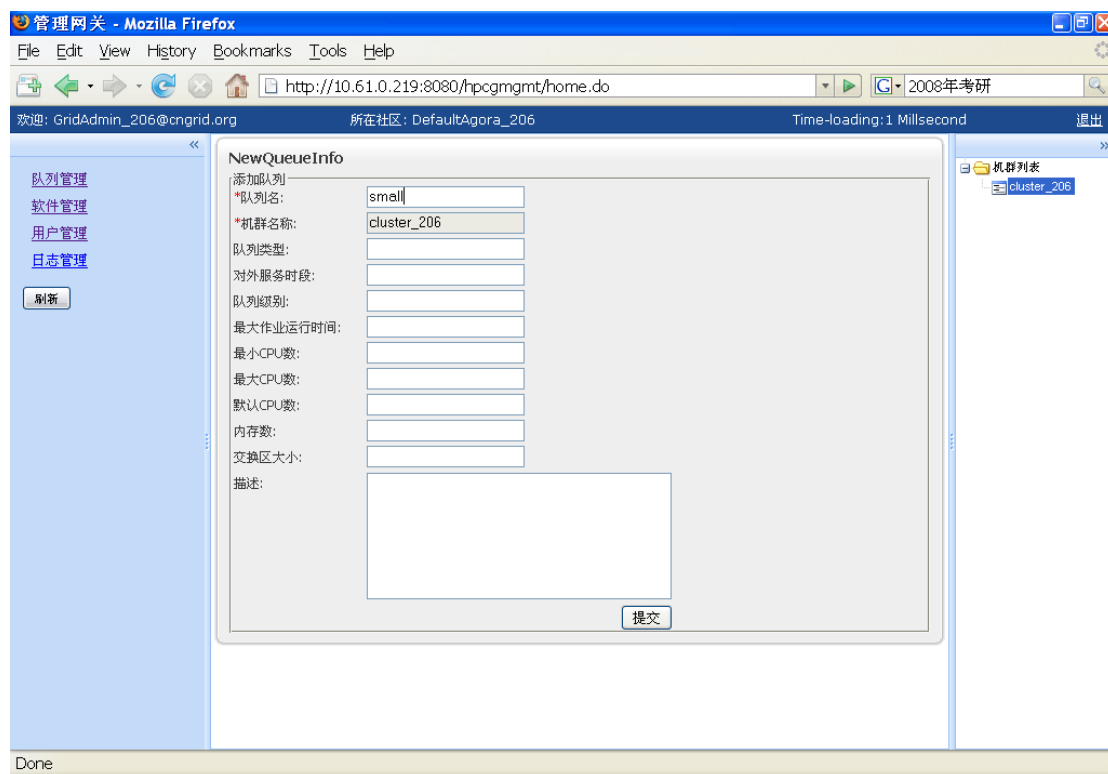 管理网关 - Mozilla Firefox
File Edit View History Bookmarks Tools Help
http://10.61.0.219:8080/hpcgmgmt/home.do
G 2008年考研
欢迎: GridAdmin_206@cngrid.org 所在社区: DefaultAgora_206 Time-loading:1 Millsecond 退出
队列管理
软件管理
用户管理
日志管理
刷新
NewQueueInfo
添加队列
*队列名: small
*机群名称: cluster_206
队列类型:
对外服务时段:
队列级别:
最大作业运行时间:
最小CPU数:
最大CPU数:
默认CPU数:
内存数:
交换区大小:
描述:
提交
机群列表
cluster_206
Done